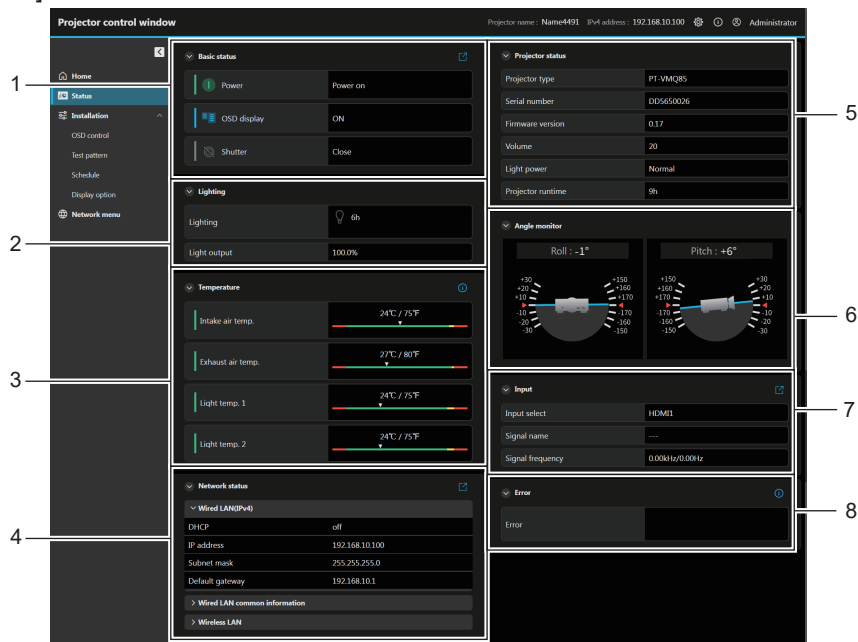 Projector control window
Projector name : Name4491 IPv4 address : 192.168.10.100 Administrator
Home
Status
Installation
OSD control
Test pattern
Schedule
Display option
Network menu
1
Basic status
Power Power on
OSD display ON
Shutter Close
2
Lighting
Lighting 6h
Light output 100.0%
3
Temperature
Intake air temp. 24℃ / 75℉
Exhaust air temp. 27℃ / 80℉
Light temp. 1 24℃ / 75℉
Light temp. 2 24℃ / 75℉
4
Network status
Wired LAN(IPv4)
DHCP off
IP address 192.168.10.100
Subnet mask 255.255.255.0
Default gateway 192.168.10.1
Wired LAN common information
Wireless LAN
5
Projector status
Projector type PT-VMQ85
Serial number DD5650026
Firmware version 0.17
Volume 20
Light power Normal
Projector runtime 9h
6
Angle monitor
Roll : -1° Pitch : +6°
+30 +150 +150 +30
+20 +160 +160 +20
+10 +170 +170 +10
-10 -170 -170 -10
-20 -160 -160 -20
-30 -150 -150 -30
7
Input
Input select HDMI1
Signal name ---
Signal frequency 0.00kHz/0.00Hz
8
Error
Error